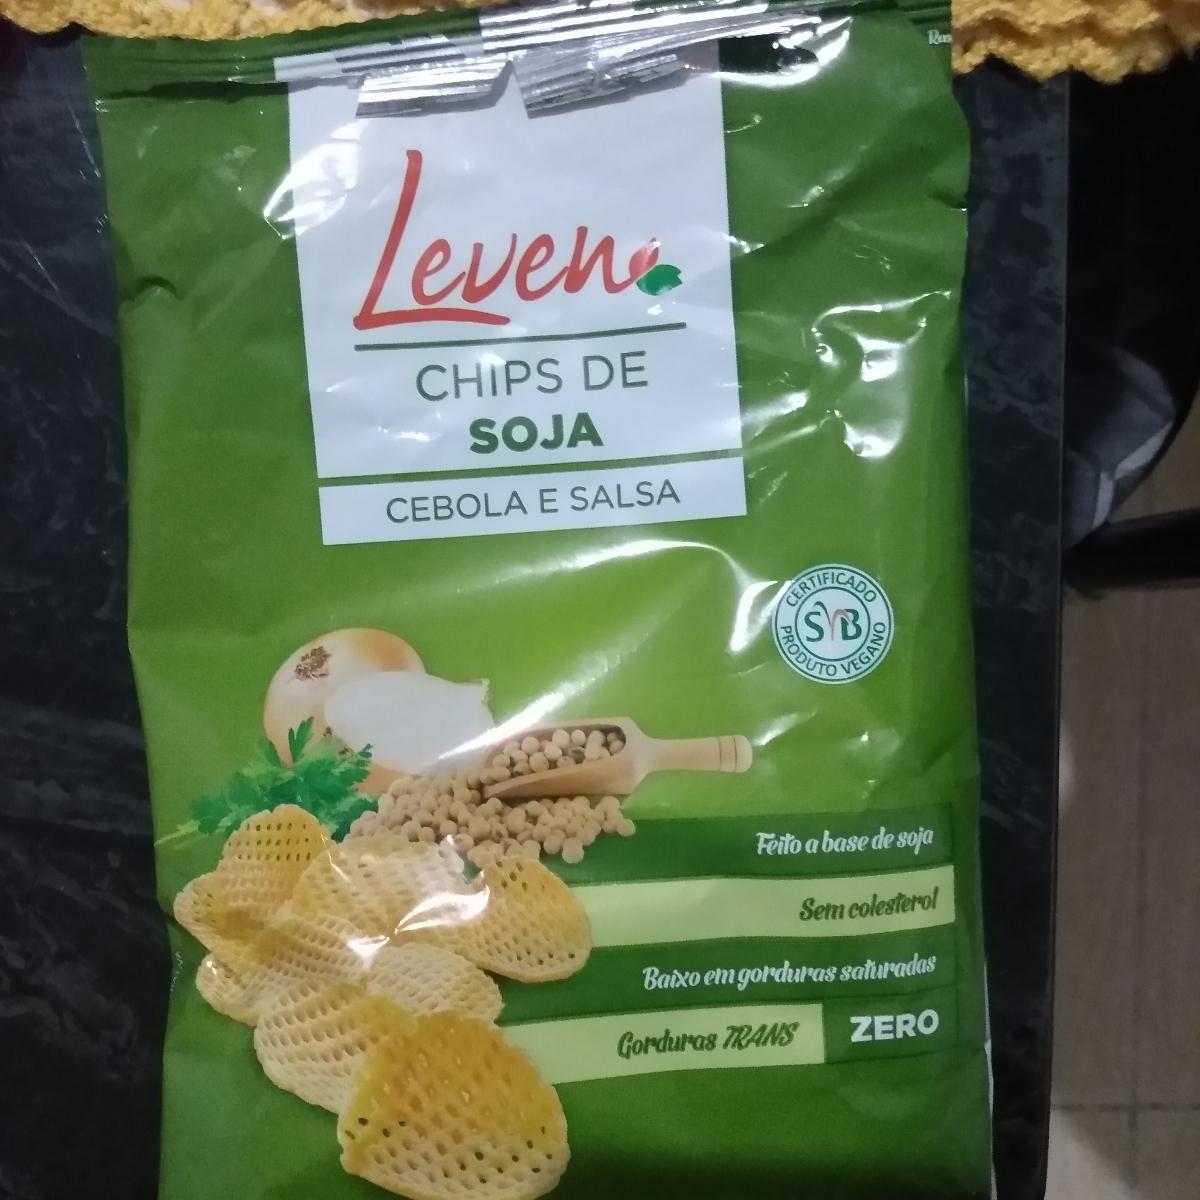 Leven
CHIPS DE
SOJA
CEBOLA E SALSA
CERTIFICADO
SVB
PRODUTO VEGANO
Feito a base de soja
Sem colesterol
Baixo em gorduras saturadas
Gorduras TRANS ZERO